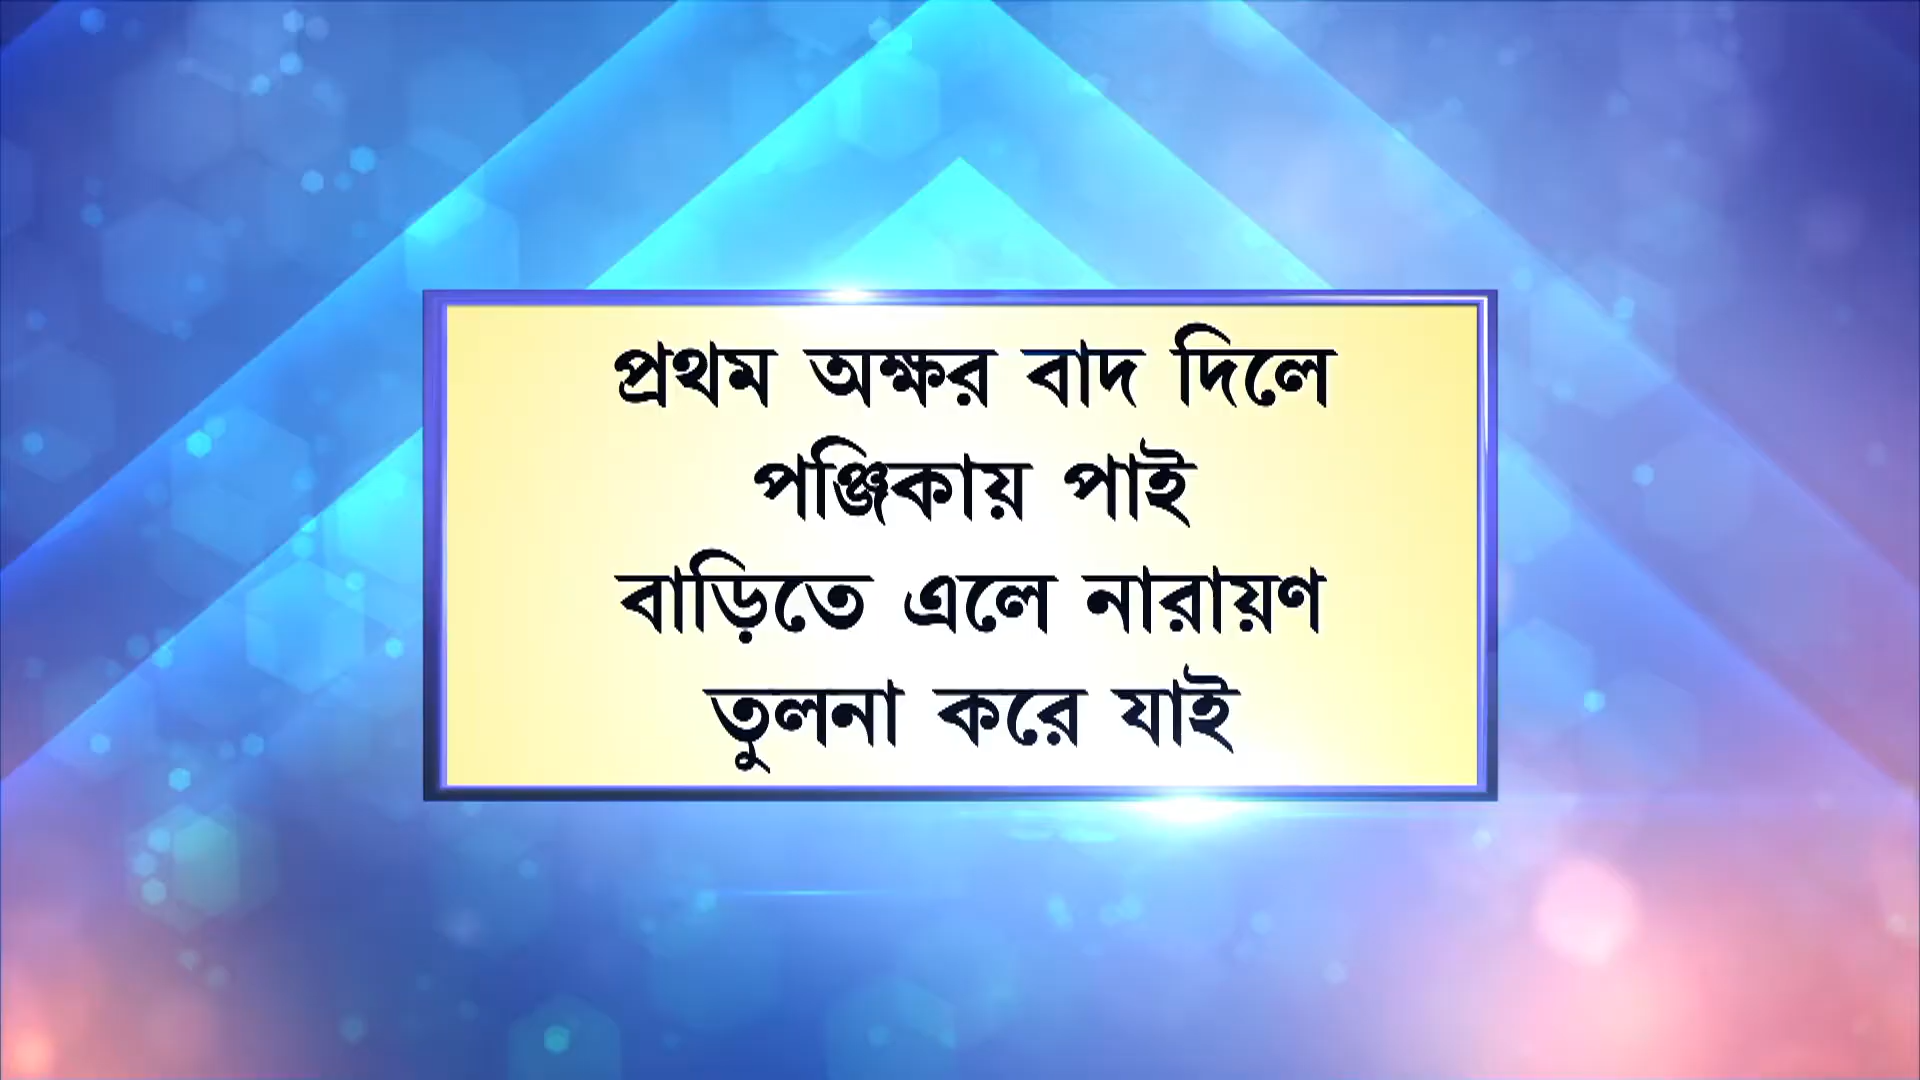 প্রথম অক্ষর বাদ দিলে
পঞ্জিকায় পাই
বাড়িতে এলে নারায়ণ
তুলনা করে যাই